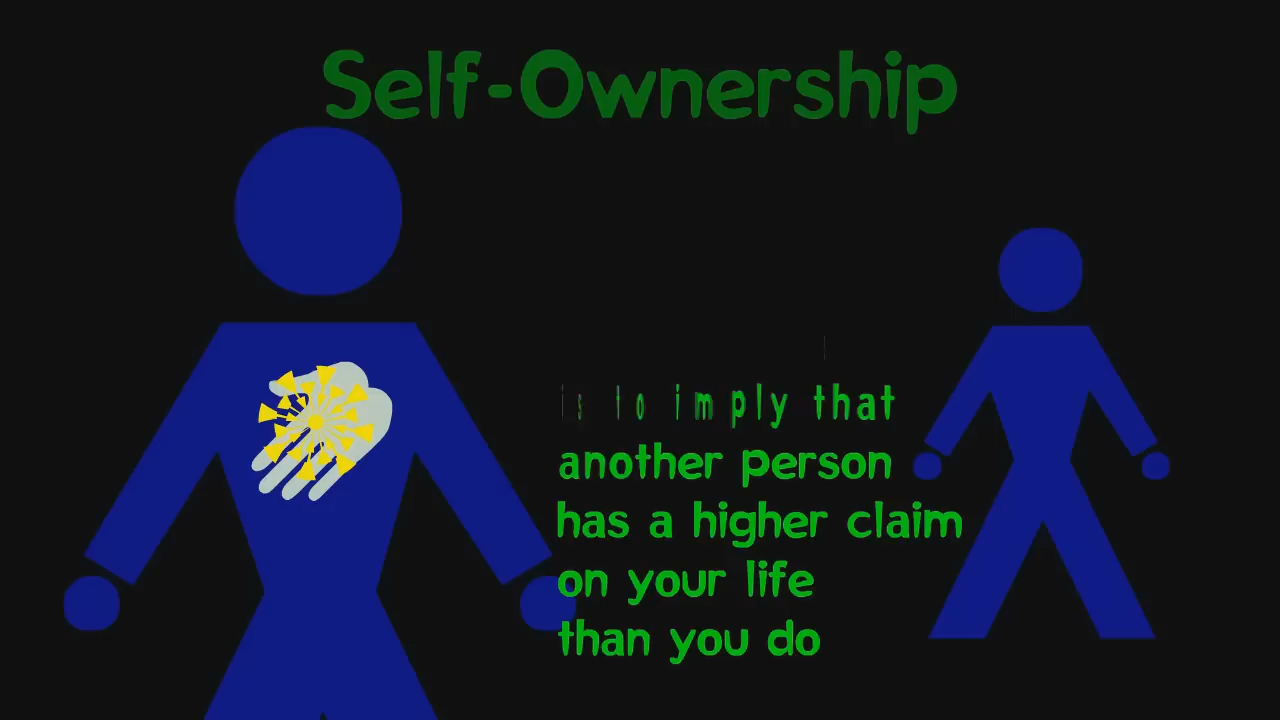 Self-Ownership
is to imply that
another person
has a higher claim
on your life
than you do